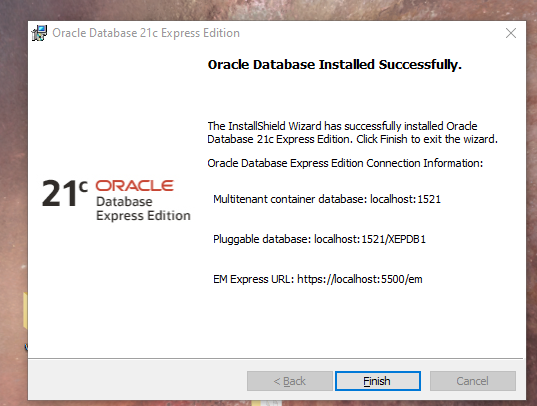 Oracle Database 21c Express Edition
Oracle Database Installed Successfully.
The InstallShield Wizard has successfully installed Oracle
Database 21c Express Edition. Click Finish to exit the wizard.
Oracle Database Express Edition Connection Information:
Multitenant container database: localhost:1521
Pluggable database: localhost:1521/XEPDB1
EM Express URL: https://localhost:5500/em
21c ORACLE
Database
Express Edition
< Back
Finish
Cancel